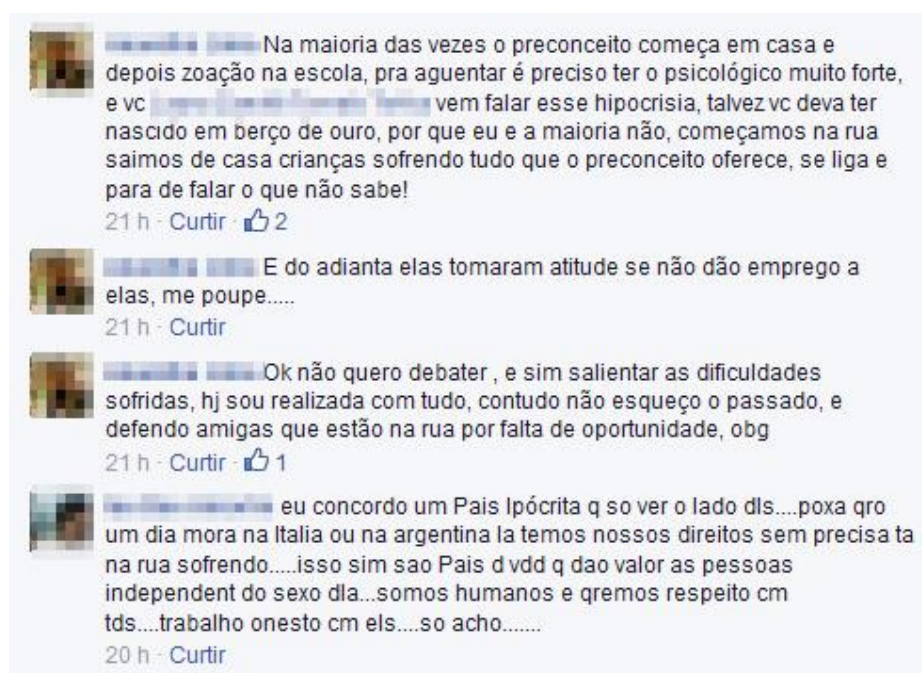 Na maioria das vezes o preconceito começa em casa e
depois zoação na escola, pra aguentar é preciso ter o psicológico muito forte,
e vc vem falar esse hipocrisia, talvez vc deva ter
nascido em berço de ouro, por que eu e a maioria não, começamos na rua
saimos de casa crianças sofrendo tudo que o preconceito oferece, se liga e
para de falar o que não sabe!
21 h · Curtir · 2
E do adianta elas tomaram atitude se não dão emprego a
elas, me poupe.....
21 h · Curtir
Ok não quero debater , e sim salientar as dificuldades
sofridas, hj sou realizada com tudo, contudo não esqueço o passado, e
defendo amigas que estão na rua por falta de oportunidade, obg
21 h · Curtir · 1
eu concordo um Pais Ipócrita q so ver o lado dls....poxa qro
um dia mora na Italia ou na argentina la temos nossos direitos sem precisa ta
na rua sofrendo.....isso sim sao Pais d vdd q dao valor as pessoas
independent do sexo dla...somos humanos e qremos respeito cm
tds....trabalho onesto cm els....so acho.......
20 h · Curtir